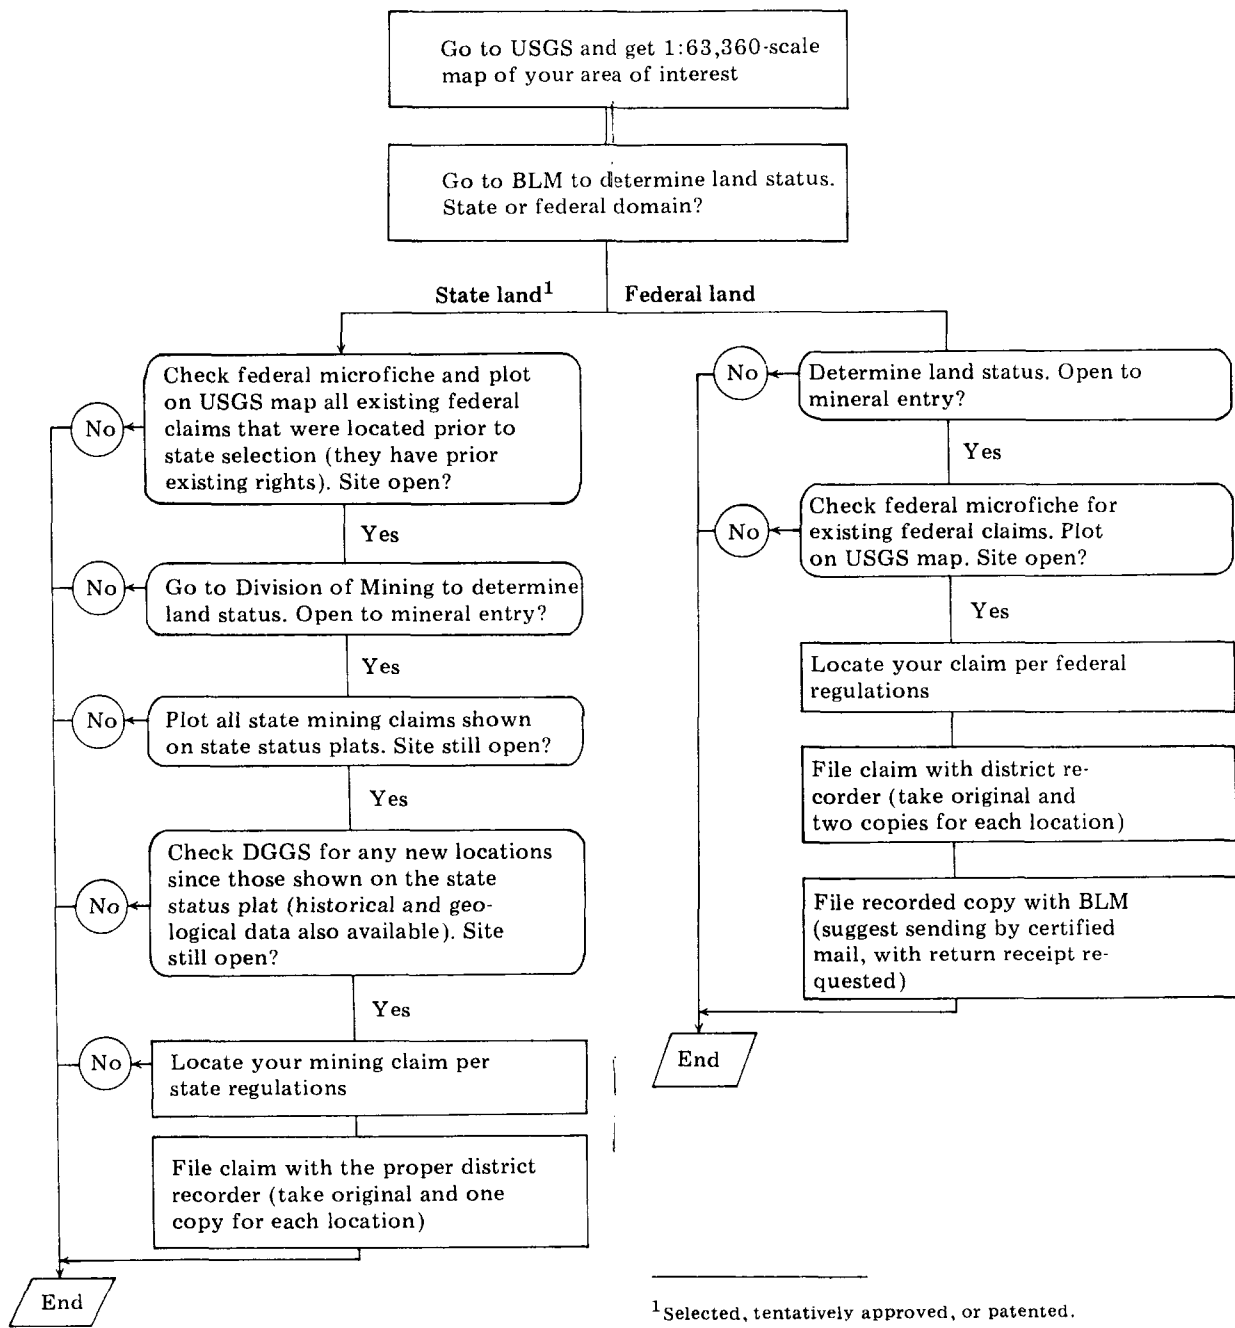 Go to USGS and get 1:63,360-scale
map of your area of interest
Go to BLM to determine land status.
State or federal domain?
State land¹
Federal land
Check federal microfiche and plot
on USGS map all existing federal
claims that were located prior to
state selection (they have prior
existing rights). Site open?
No
Yes
Go to Division of Mining to determine
land status. Open to mineral entry?
No
Yes
Plot all state mining claims shown
on state status plats. Site still open?
No
Yes
Check DGGS for any new locations
since those shown on the state
status plat (historical and geo-
logical data also available). Site
still open?
No
Yes
Locate your mining claim per
state regulations
No
File claim with the proper district
recorder (take original and one
copy for each location)
End
No
Determine land status. Open to
mineral entry?
Yes
No
Check federal microfiche for
existing federal claims. Plot
on USGS map. Site open?
Yes
Locate your claim per federal
regulations
File claim with district re-
corder (take original and
two copies for each location)
File recorded copy with BLM
(suggest sending by certified
mail, with return receipt re-
quested)
End
¹Selected, tentatively approved, or patented.